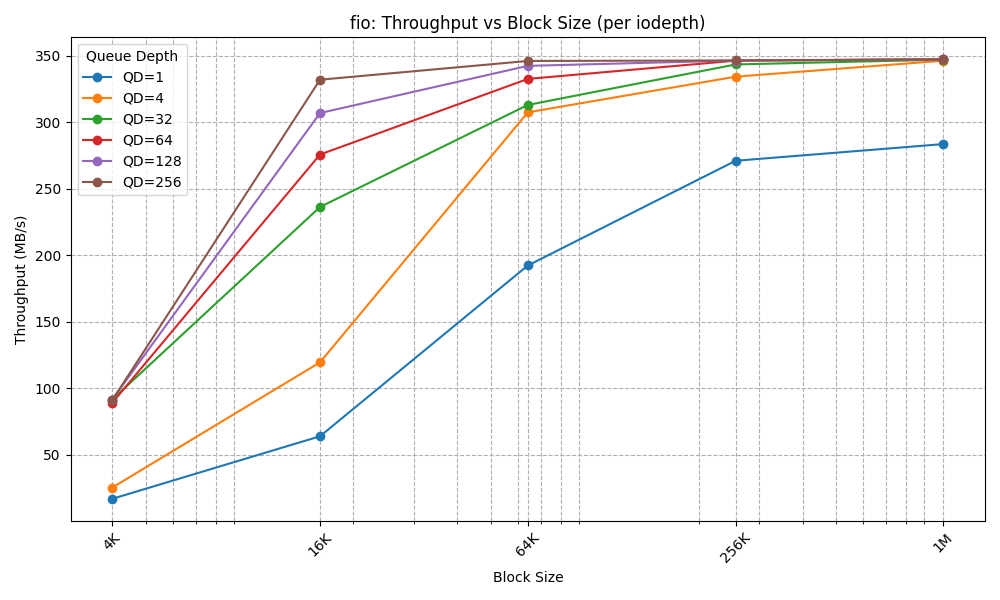 fio: Throughput vs Block Size (per iodepth)
Queue Depth
QD=1
QD=4
QD=32
QD=64
QD=128
QD=256
Throughput (MB/s)
350
300
250
200
150
100
50
4K
16K
64K
256K
1M
Block Size